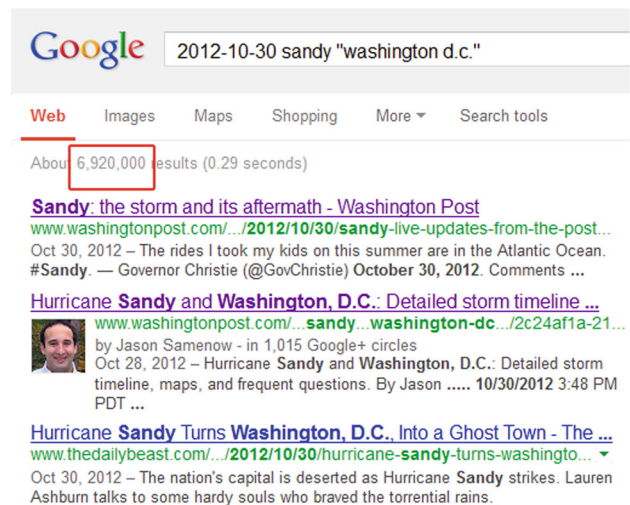 Google 2012-10-30 sandy "washington d.c."
Web Images Maps Shopping More Search tools
About 6,920,000 results (0.29 seconds)
Sandy: the storm and its aftermath - Washington Post
www.washingtonpost.com/.../2012/10/30/sandy-live-updates-from-the-post...
Oct 30, 2012 – The rides I took my kids on this summer are in the Atlantic Ocean.
#Sandy. — Governor Christie (@GovChristie) October 30, 2012. Comments ...
Hurricane Sandy and Washington, D.C.: Detailed storm timeline ...
www.washingtonpost.com/...sandy...washington-dc.../2c24af1a-21...
by Jason Samenow - in 1,015 Google+ circles
Oct 28, 2012 – Hurricane Sandy and Washington, D.C.: Detailed storm
timeline, maps, and frequent questions. By Jason ..... 10/30/2012 3:48 PM
PDT ...
Hurricane Sandy Turns Washington, D.C., Into a Ghost Town - The ...
www.thedailybeast.com/.../2012/10/30/hurricane-sandy-turns-washingto...
Oct 30, 2012 – The nation's capital is deserted as Hurricane Sandy strikes. Lauren
Ashburn talks to some hardy souls who braved the torrential rains.